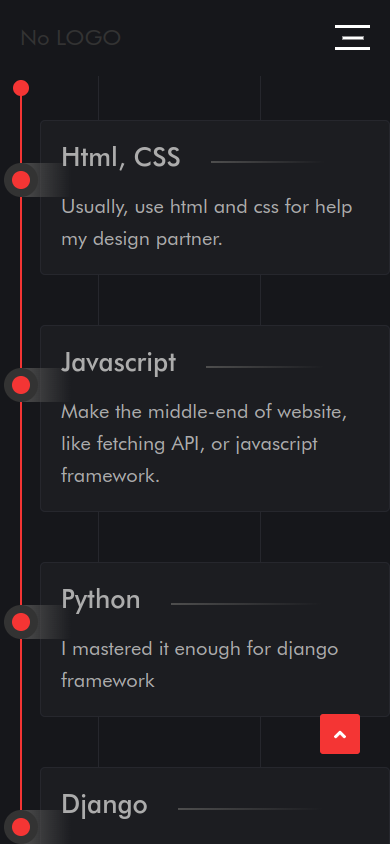 No LOGO
Html, CSS
Usually, use html and css for help
my design partner.
Javascript
Make the middle-end of website,
like fetching API, or javascript
framework.
Python
I mastered it enough for django
framework
Django